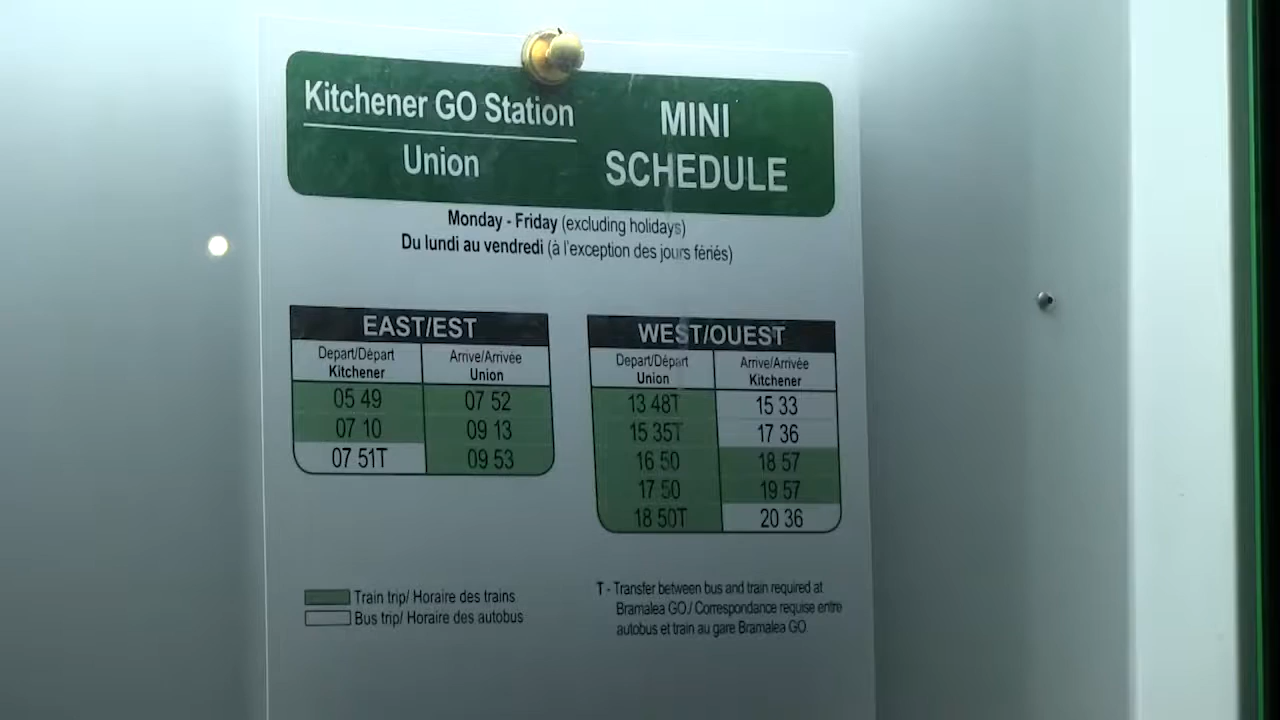 Kitchener GO Station
Union
MINI
SCHEDULE
Monday - Friday (excluding holidays)
Du lundi au vendredi (à l'exception des jours fériés)
EAST/EST
Depart/Départ Arrive/Arrivée
Kitchener Union
05 49 07 52
07 10 09 13
07 51T 09 53
WEST/OUEST
Depart/Départ Arrive/Arrivée
Union Kitchener
13 48T 15 33
15 35T 17 36
16 50 18 57
17 50 19 57
18 50T 20 36
Train trip/ Horaire des trains
Bus trip/ Horaire des autobus
T - Transfer between bus and train required at
Bramalea GO./ Correspondance requise entre
autobus et train au gare Bramalea GO.